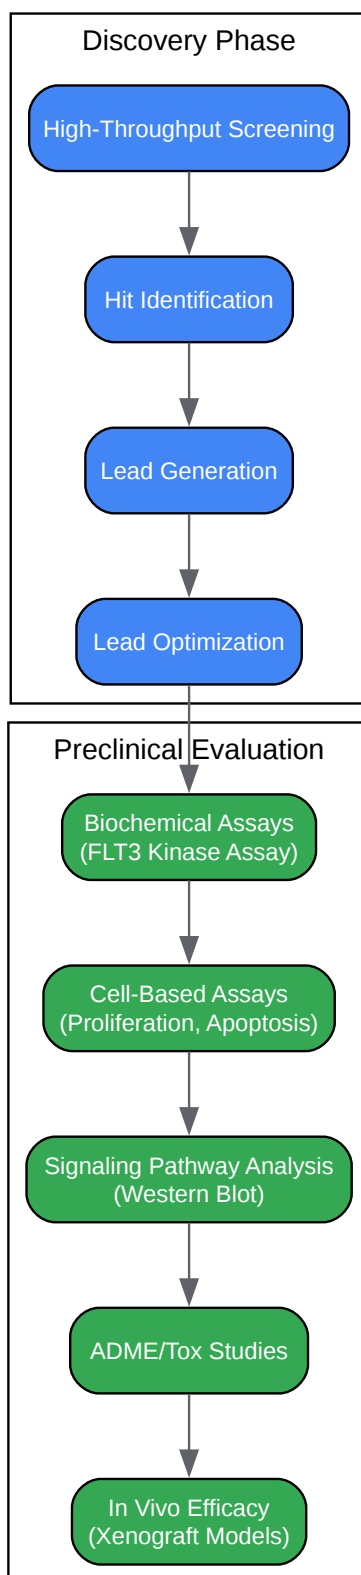 Discovery Phase
High-Throughput Screening
Hit Identification
Lead Generation
Lead Optimization
Preclinical Evaluation
Biochemical Assays
(FLT3 Kinase Assay)
Cell-Based Assays
(Proliferation, Apoptosis)
Signaling Pathway Analysis
(Western Blot)
ADME/Tox Studies
In Vivo Efficacy
(Xenograft Models)